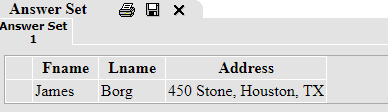 Answer Set
Answer Set
1
Fname Lname Address
James Borg 450 Stone, Houston, TX